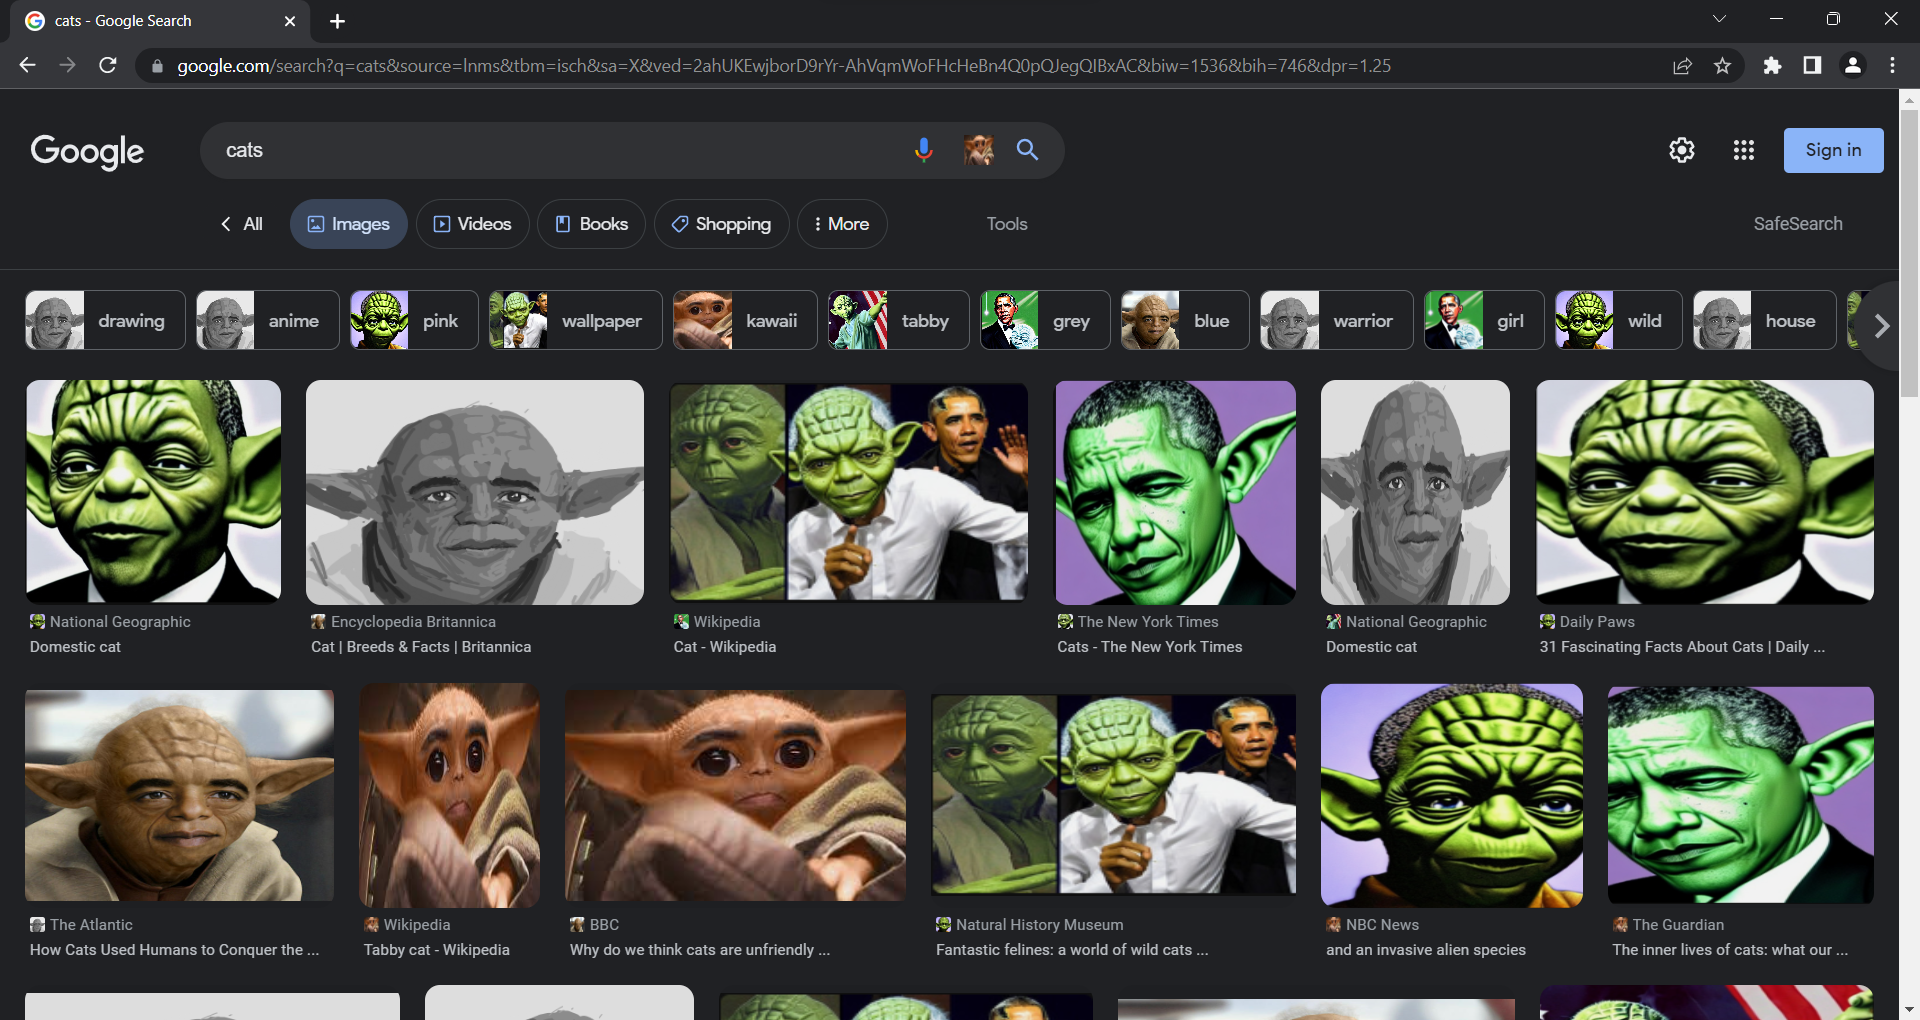 cats - Google Search
google.com/search?q=cats&source=lnms&tbm=isch&sa=X&ved=2ahUKEwjborD9rYr-AhVqmWoFHcHeBn4Q0pQJegQIBxAC&biw=1536&bih=746&dpr=1.25
Google
cats
Sign in
All
Images
Videos
Books
Shopping
More
Tools
SafeSearch
drawing
anime
pink
wallpaper
kawaii
tabby
grey
blue
warrior
girl
wild
house
National Geographic
Domestic cat
Encyclopedia Britannica
Cat | Breeds & Facts | Britannica
Wikipedia
Cat - Wikipedia
The New York Times
Cats - The New York Times
National Geographic
Domestic cat
Daily Paws
31 Fascinating Facts About Cats | Daily ...
The Atlantic
How Cats Used Humans to Conquer the ...
Wikipedia
Tabby cat - Wikipedia
BBC
Why do we think cats are unfriendly ...
Natural History Museum
Fantastic felines: a world of wild cats ...
NBC News
and an invasive alien species
The Guardian
The inner lives of cats: what our ...